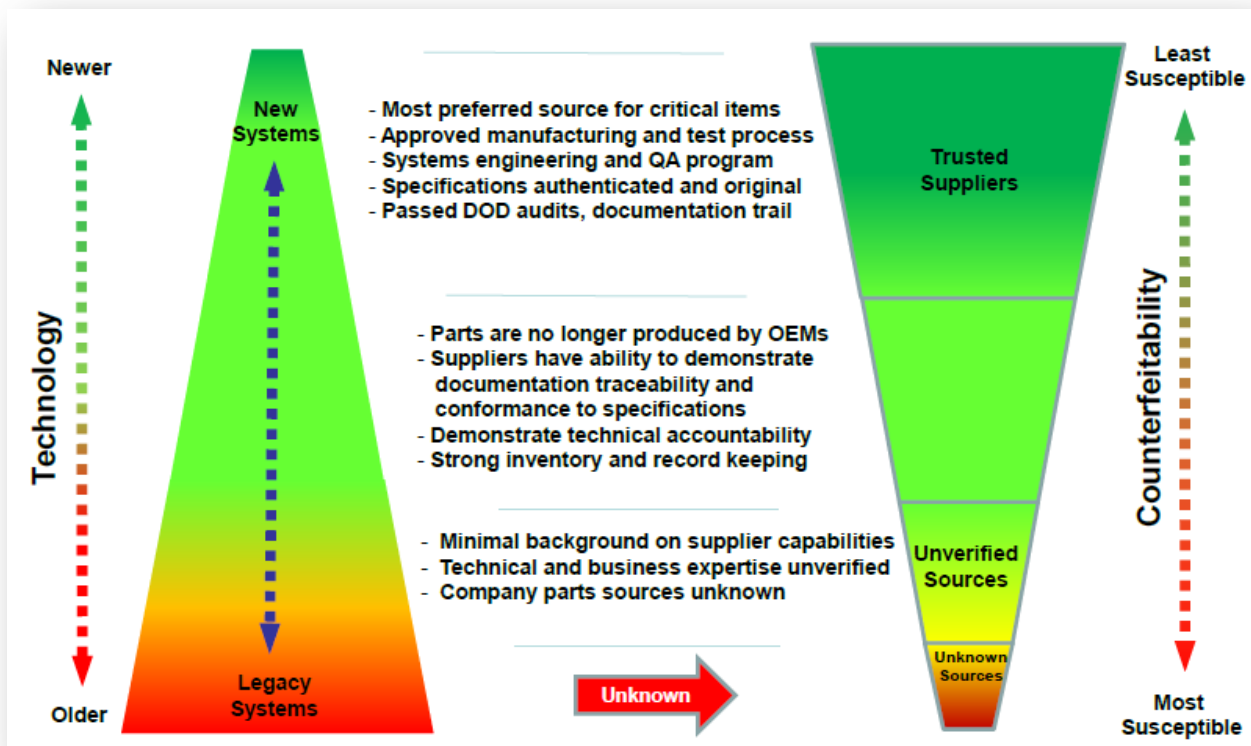 Newer
Technology
Older
New
Systems
Legacy
Systems
- Most preferred source for critical items
- Approved manufacturing and test process
- Systems engineering and QA program
- Specifications authenticated and original
- Passed DOD audits, documentation trail
- Parts are no longer produced by OEMs
- Suppliers have ability to demonstrate
documentation traceability and
conformance to specifications
- Demonstrate technical accountability
- Strong inventory and record keeping
- Minimal background on supplier capabilities
- Technical and business expertise unverified
- Company parts sources unknown
Unknown
Trusted
Suppliers
Unverified
Sources
Unknown
Sources
Least
Susceptible
Counterfeitability
Most
Susceptible